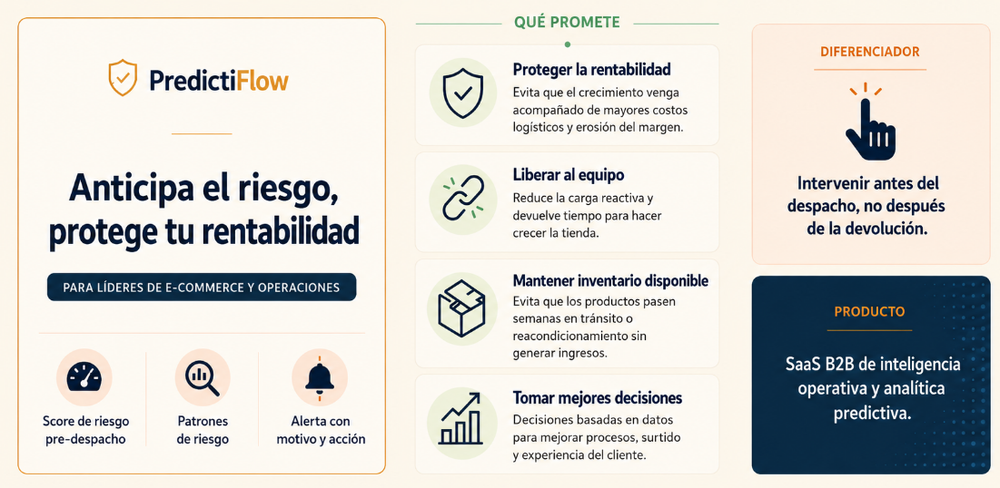 PredictiFlow
Anticipa el riesgo,
protege tu rentabilidad
PARA LÍDERES DE E-COMMERCE Y OPERACIONES
Score de riesgo
pre-despacho
Patrones
de riesgo
Alerta con
motivo y acción
QUÉ PROMETE
Proteger la rentabilidad
Evita que el crecimiento venga
acompañado de mayores costos
logísticos y erosión del margen.
Liberar al equipo
Reduce la carga reactiva y
devuelve tiempo para hacer
crecer la tienda.
Mantener inventario disponible
Evita que los productos pasen
semanas en tránsito o
reacondicionamiento sin
generar ingresos.
Tomar mejores decisiones
Decisiones basadas en datos
para mejorar procesos, surtido
y experiencia del cliente.
DIFERENCIADOR
Intervenir antes del
despacho, no después
de la devolución.
PRODUCTO
SaaS B2B de inteligencia
operativa y analítica
predictiva.